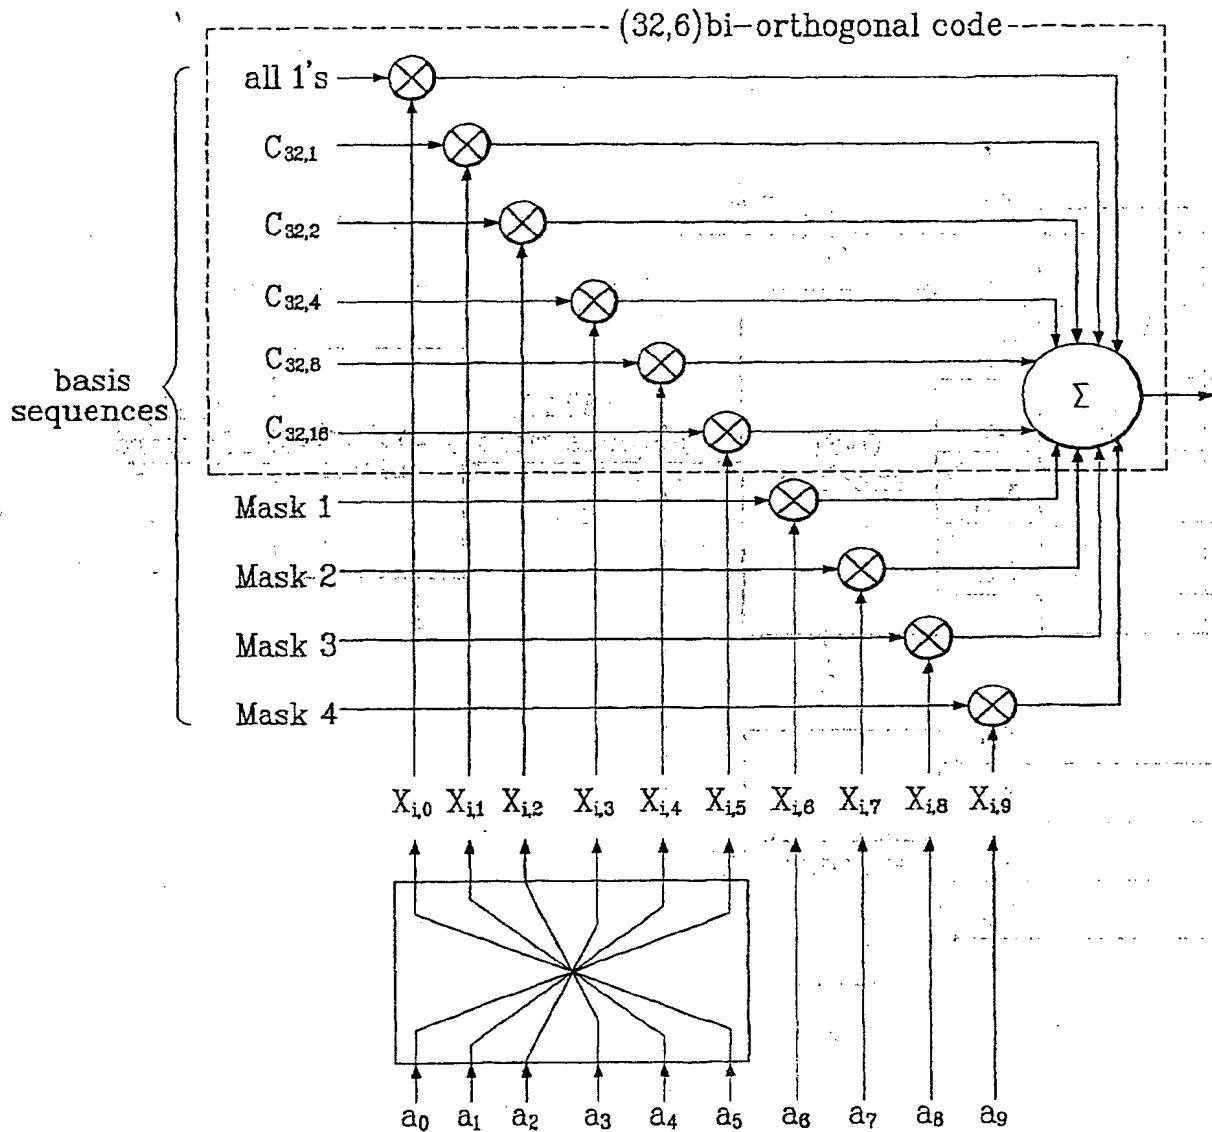 (32,6)bi-orthogonal code
all 1's
C32,1
C32,2
C32,4
C32,8
C32,16
basis
sequences
Σ
Mask 1
Mask 2
Mask 3
Mask 4
Xi,0 Xi,1 Xi,2 Xi,3 Xi,4 Xi,5 Xi,6 Xi,7 Xi,8 Xi,9
a0 a1 a2 a3 a4 a5 a6 a7 a8 a9